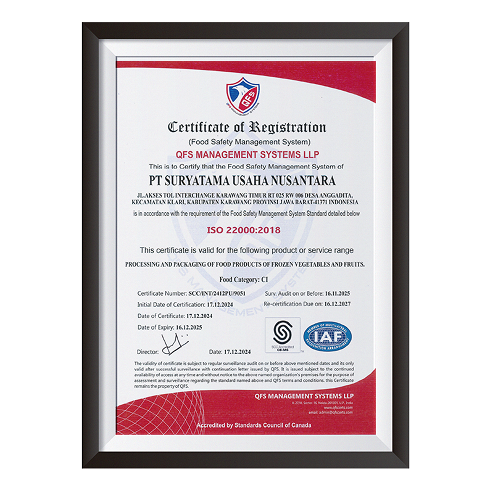 QFS
Certificate of Registration
(Food Safety Management System)
QFS MANAGEMENT SYSTEMS LLP
This is to Certify that the Food Safety Management System of
PT SURYATAMA USAHA NUSANTARA
JL.AKSES TOL INTERCHANGE KARAWANG TIMUR RT 025 RW 006 DESA ANGGADITA,
KECAMATAN KLARI, KABUPATEN KARAWANG PROVINSI JAWA BARAT-41371 INDONESIA
is in accordance with the requirement of the Food Safety Management System Standard detailed below
ISO 22000:2018
This certificate is valid for the following product or service range
PROCESSING AND PACKAGING OF FOOD PRODUCTS OF FROZEN VEGETABLES AND FRUITS.
Food Category: CI
Certificate Number: SCC/INT/2412PU/9051 Surv. Audit on or Before: 16.11.2025
Initial Date of Certification: 17.12.2024 Re-certification Due on: 16.12.2027
Date of Certificate: 17.12.2024
Date of Expiry: 16.12.2025
IAF
Director: Date: 17.12.2024
The validity of certificate is subject to regular surveillance audit on or before above mentioned dates and its only
valid after successful surveillance with continuation letter issued by QFS. It is issued subject to the continued
availability of access at any time and without notice to the above named organization's premises for the purpose of
assessment and surveillance regarding the standard named above and QFS terms and conditions. this Certificate
remains the property of QFS.
QFS MANAGEMENT SYSTEMS LLP
Accredited by Standards Council of Canada